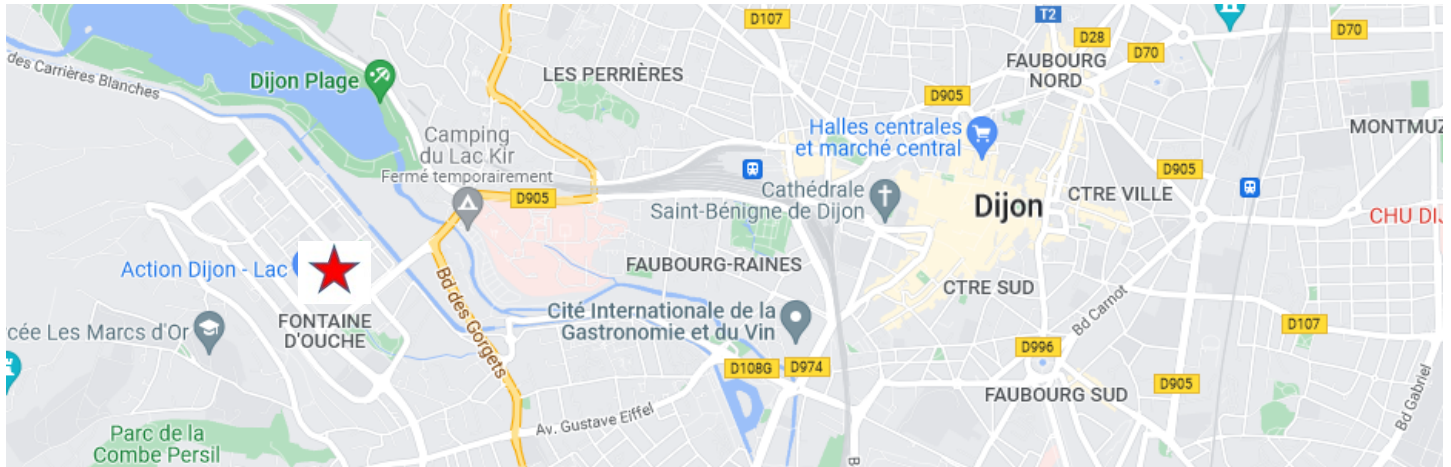 D107
T2
D28
D70
D70
des Carrières Blanches
Dijon Plage
LES PERRIÈRES
FAUBOURG
NORD
D905
Camping
du Lac Kir
Fermé temporairement
Halles centrales
et marché central
MONTMUZ
D905
D905
Cathédrale
Saint-Bénigne de Dijon
Dijon
CTRE VILLE
CHU DIJ
Action Dijon - Lac
FAUBOURG-RAINES
Bd des Gorgets
CTRE SUD
Bd Carnot
FONTAINE
D'OUCHE
cée Les Marcs d'Or
Cité Internationale de la
Gastronomie et du Vin
D107
D996
D108G
D974
D905
FAUBOURG SUD
Bd Gabriel
Av. Gustave Eiffel
Parc de la
Combe Persil
B